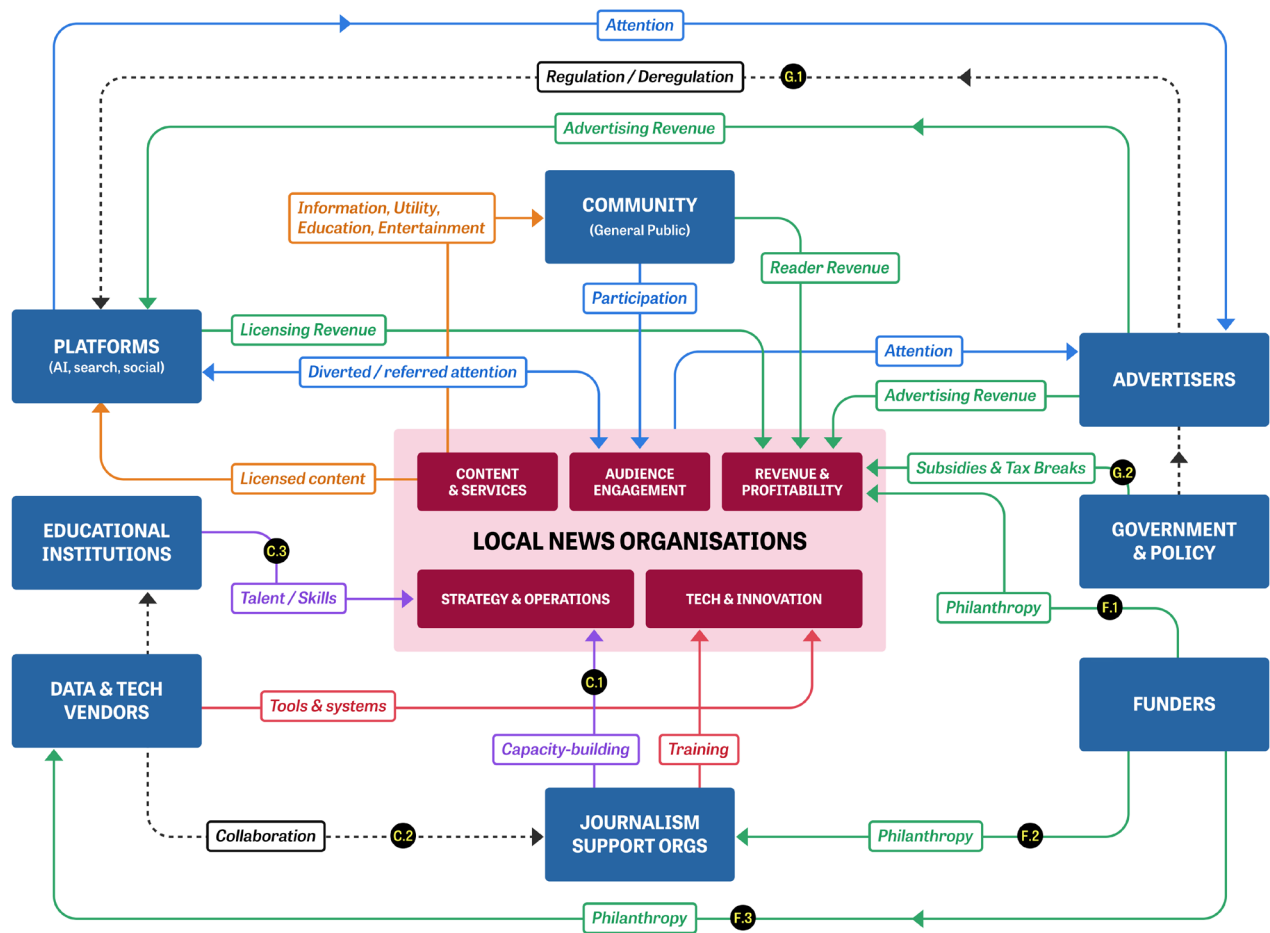 Attention
Regulation / Deregulation
G.1
Advertising Revenue
COMMUNITY
(General Public)
Information, Utility,
Education, Entertainment
Reader Revenue
Participation
PLATFORMS
(AI, search, social)
Licensing Revenue
Diverted / referred attention
Attention
ADVERTISERS
Advertising Revenue
Licensed content
CONTENT
& SERVICES
AUDIENCE
ENGAGEMENT
REVENUE &
PROFITABILITY
Subsidies & Tax Breaks
G.2
EDUCATIONAL
INSTITUTIONS
LOCAL NEWS ORGANISATIONS
GOVERNMENT
& POLICY
C.3
Talent / Skills
STRATEGY & OPERATIONS
TECH & INNOVATION
Philanthropy
F.1
DATA & TECH
VENDORS
Tools & systems
C.1
FUNDERS
Capacity-building
Training
Collaboration
C.2
JOURNALISM
SUPPORT ORGS
Philanthropy
F.2
Philanthropy
F.3